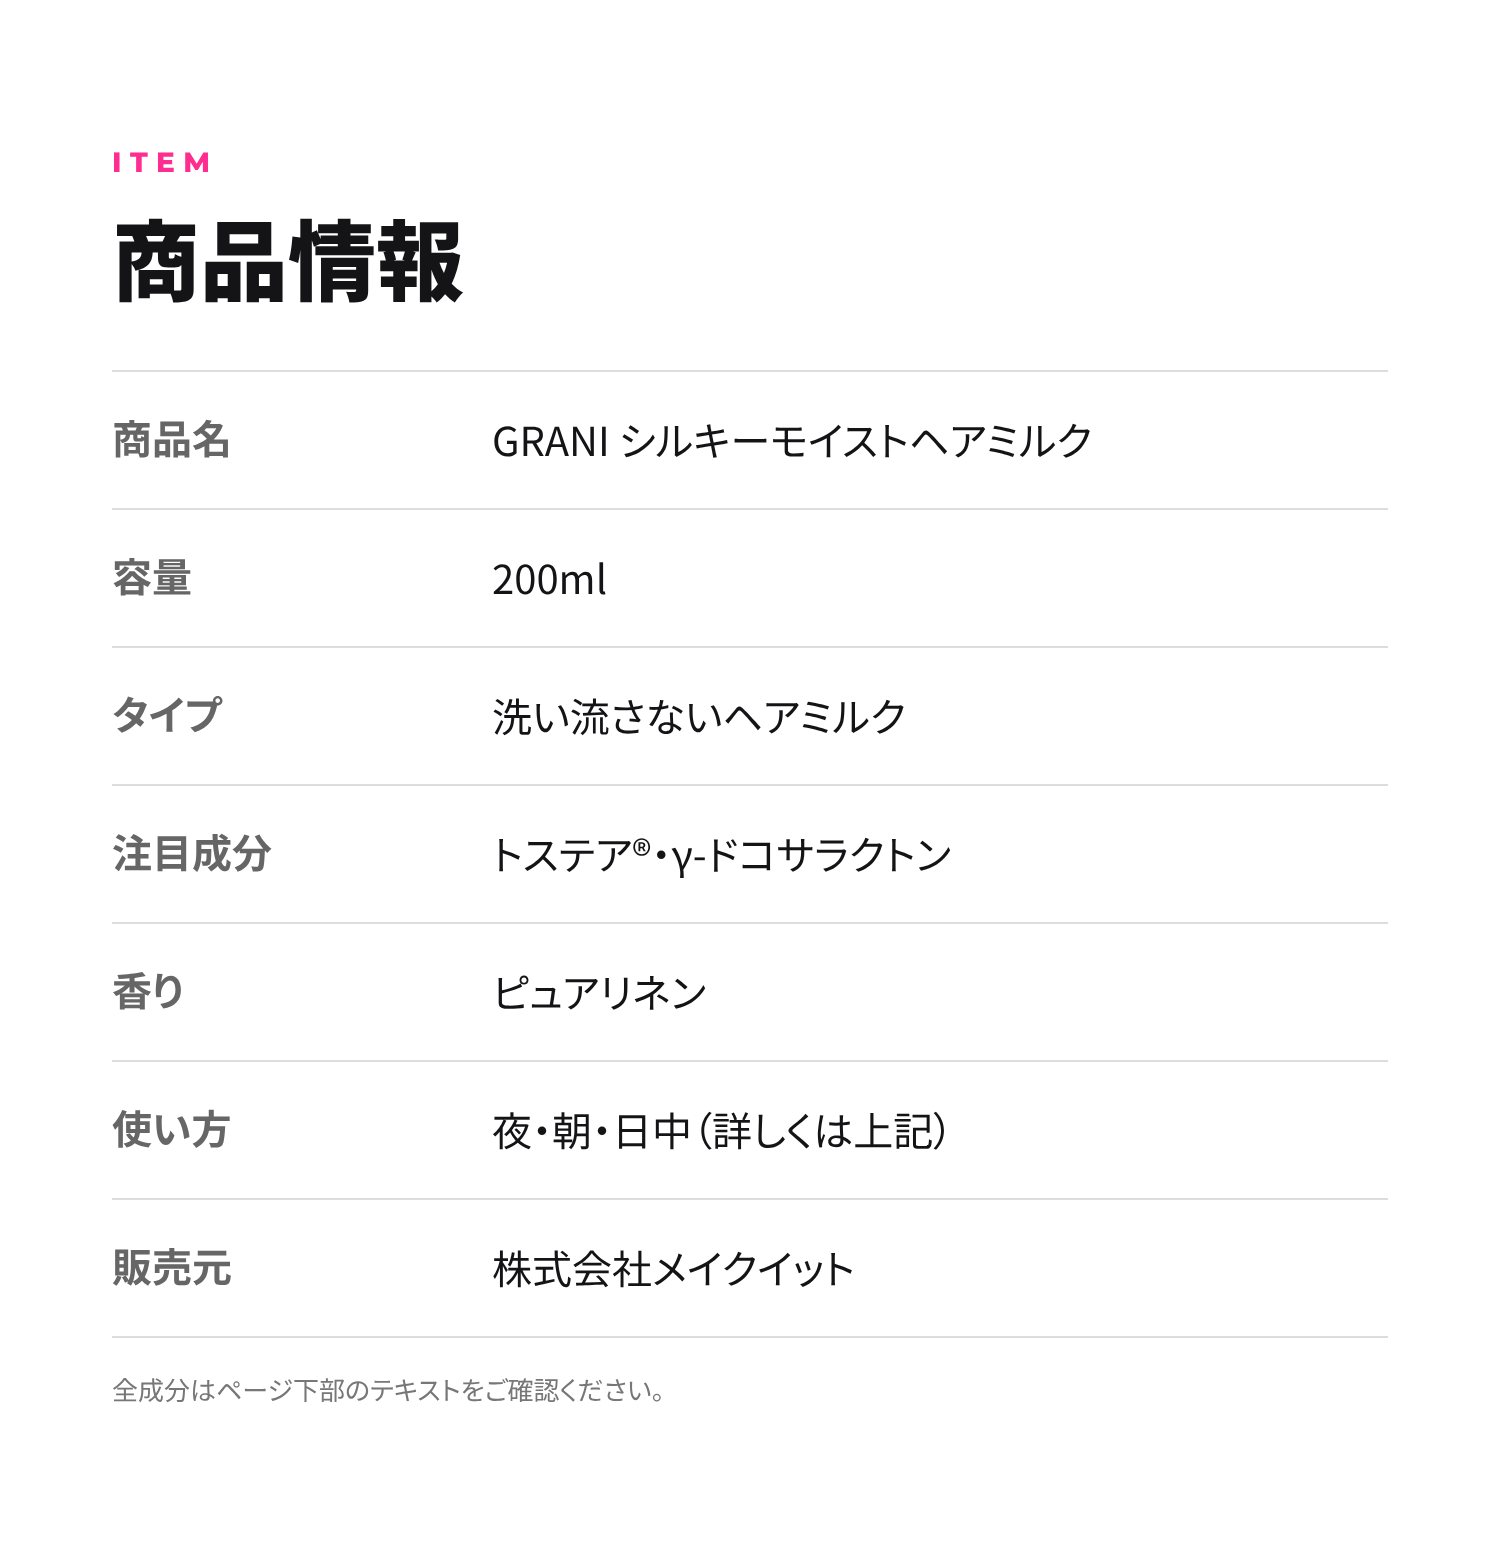 ITEM
商品情報
商品名 GRANI シルキーモイストヘアミルク
容量 200ml
タイプ 洗い流さないヘアミルク
注目成分 トステア®・γ-ドコサラクトン
香り ピュアリネン
使い方 夜・朝・日中（詳しくは上記）
販売元 株式会社メイクイット
全成分はページ下部のテキストをご確認ください。